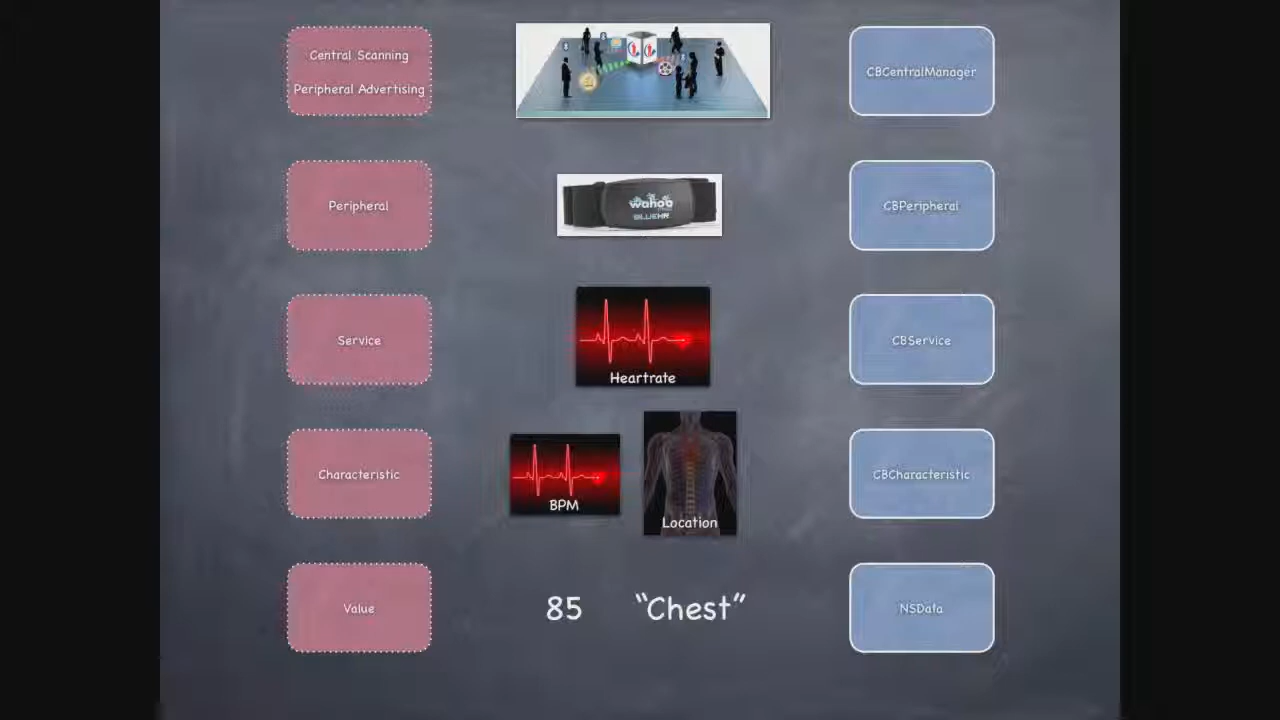 Central Scanning
Peripheral Advertising
CBCentralManager
Peripheral
wahoo
BLUEHR
CBPeripheral
Service
Heartrate
CBService
Characteristic
BPM
Location
CBCharacteristic
Value
85
“Chest”
NSData